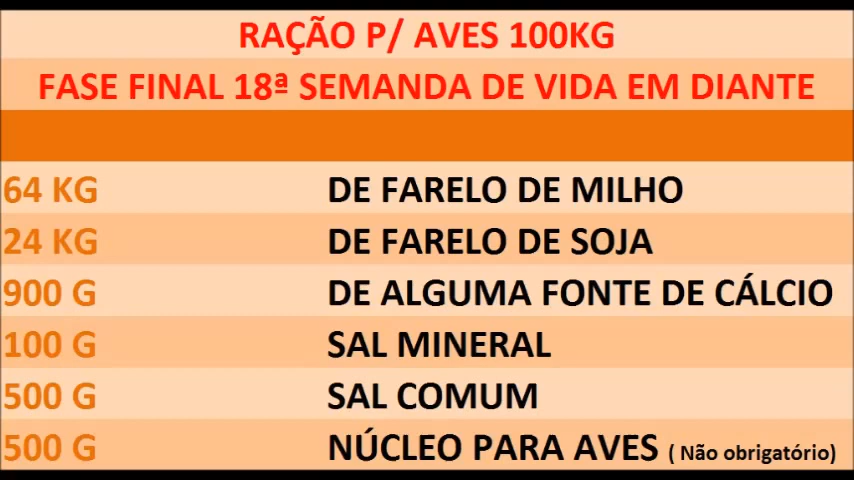 RAÇÃO P/ AVES 100KG
FASE FINAL 18ª SEMANDA DE VIDA EM DIANTE
64 KG DE FARELO DE MILHO
24 KG DE FARELO DE SOJA
900 G DE ALGUMA FONTE DE CÁLCIO
100 G SAL MINERAL
500 G SAL COMUM
500 G NÚCLEO PARA AVES ( Não obrigatório)